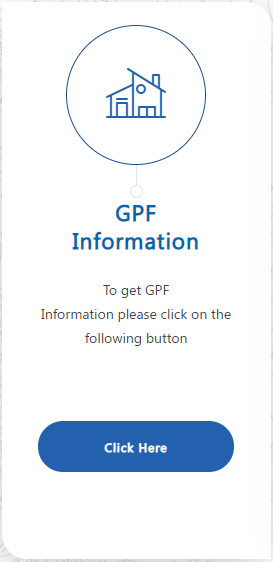 GPF
Information
To get GPF
Information please click on the
following button
Click Here